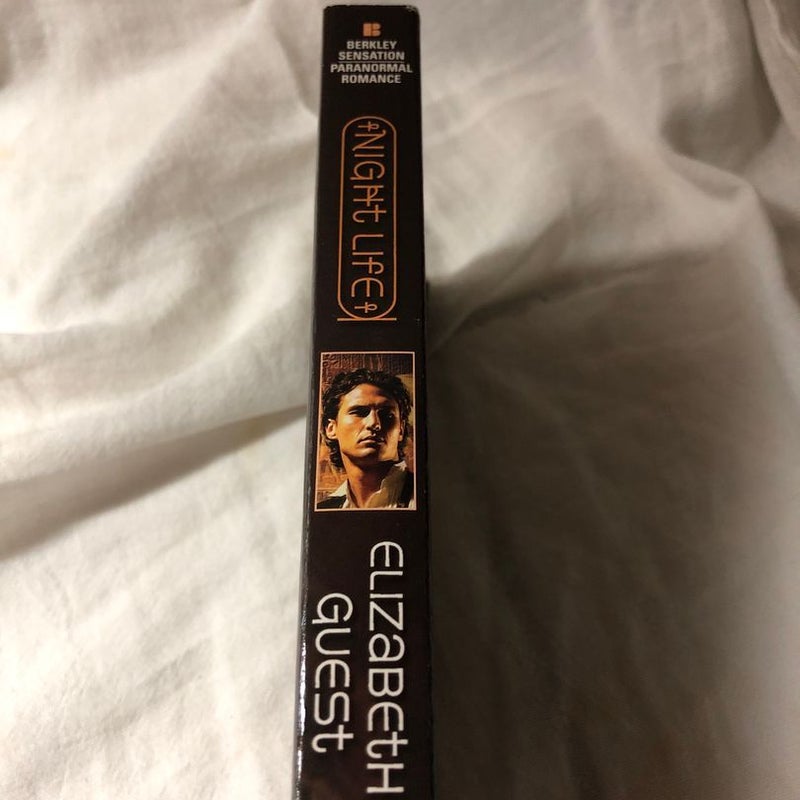 BERKLEY
SENSATION
PARANORMAL
ROMANCE
NIGHT LIFE
ELIZABETH
GUEST